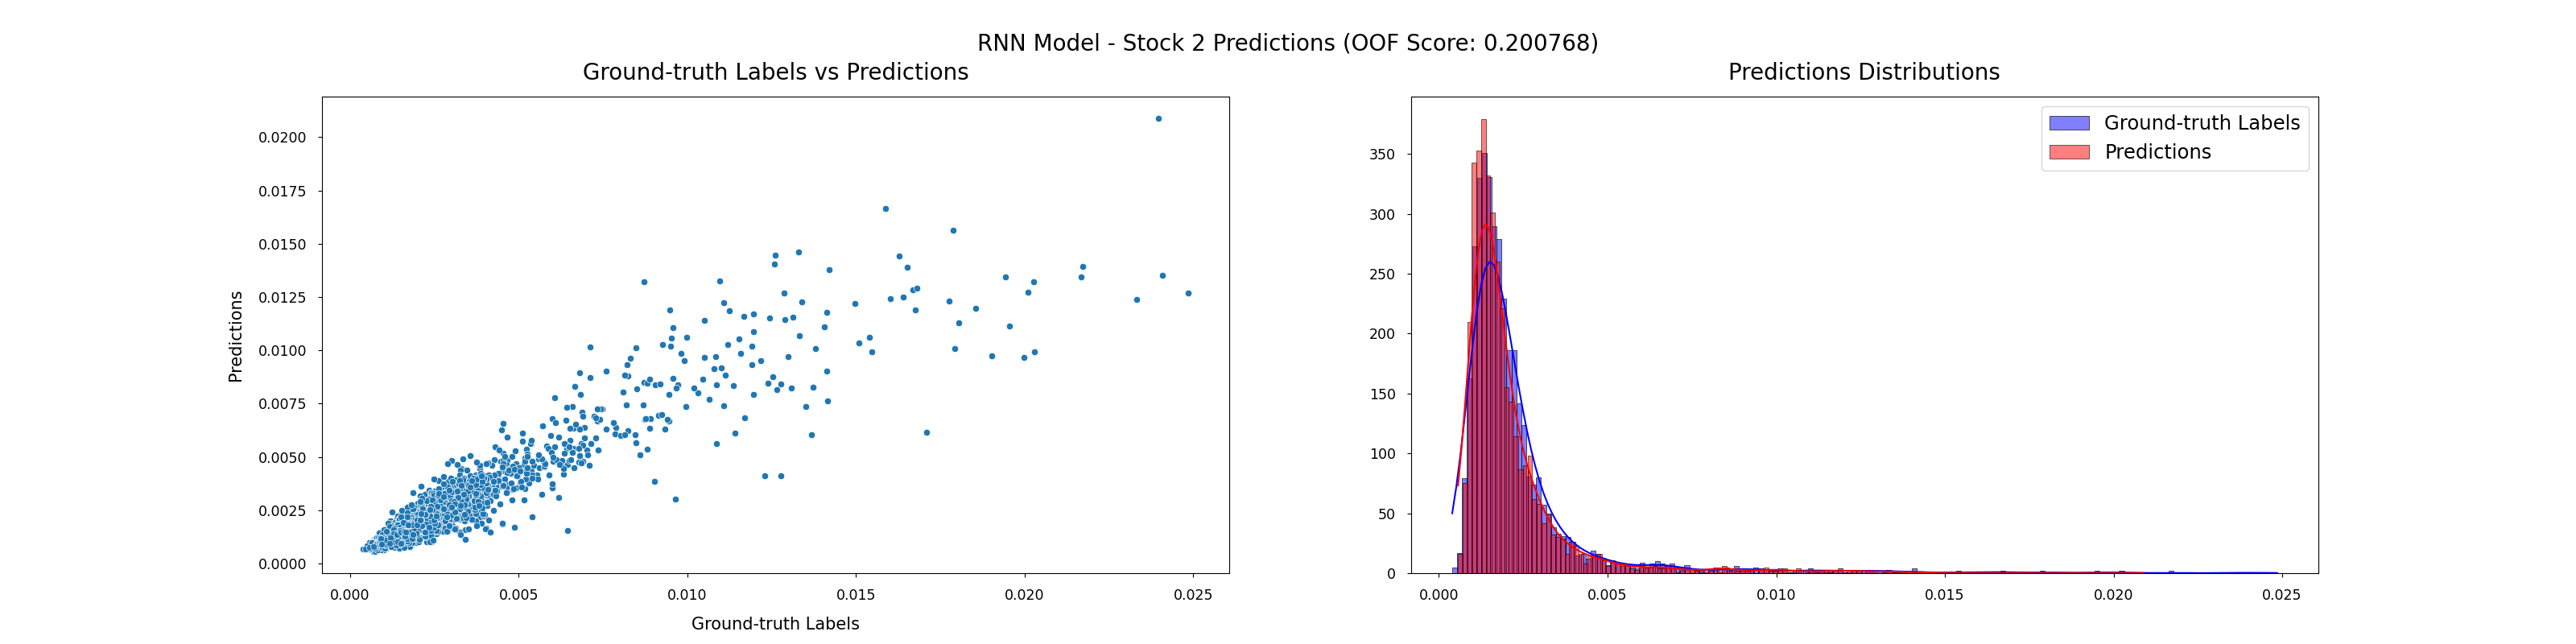 RNN Model - Stock 2 Predictions (OOF Score: 0.200768)
Ground-truth Labels vs Predictions
Predictions
0.0200
0.0175
0.0150
0.0125
0.0100
0.0075
0.0050
0.0025
0.0000
0.000 0.005 0.010 0.015 0.020 0.025
Ground-truth Labels
Predictions Distributions
Ground-truth Labels
Predictions
350
300
250
200
150
100
50
0
0.000 0.005 0.010 0.015 0.020 0.025